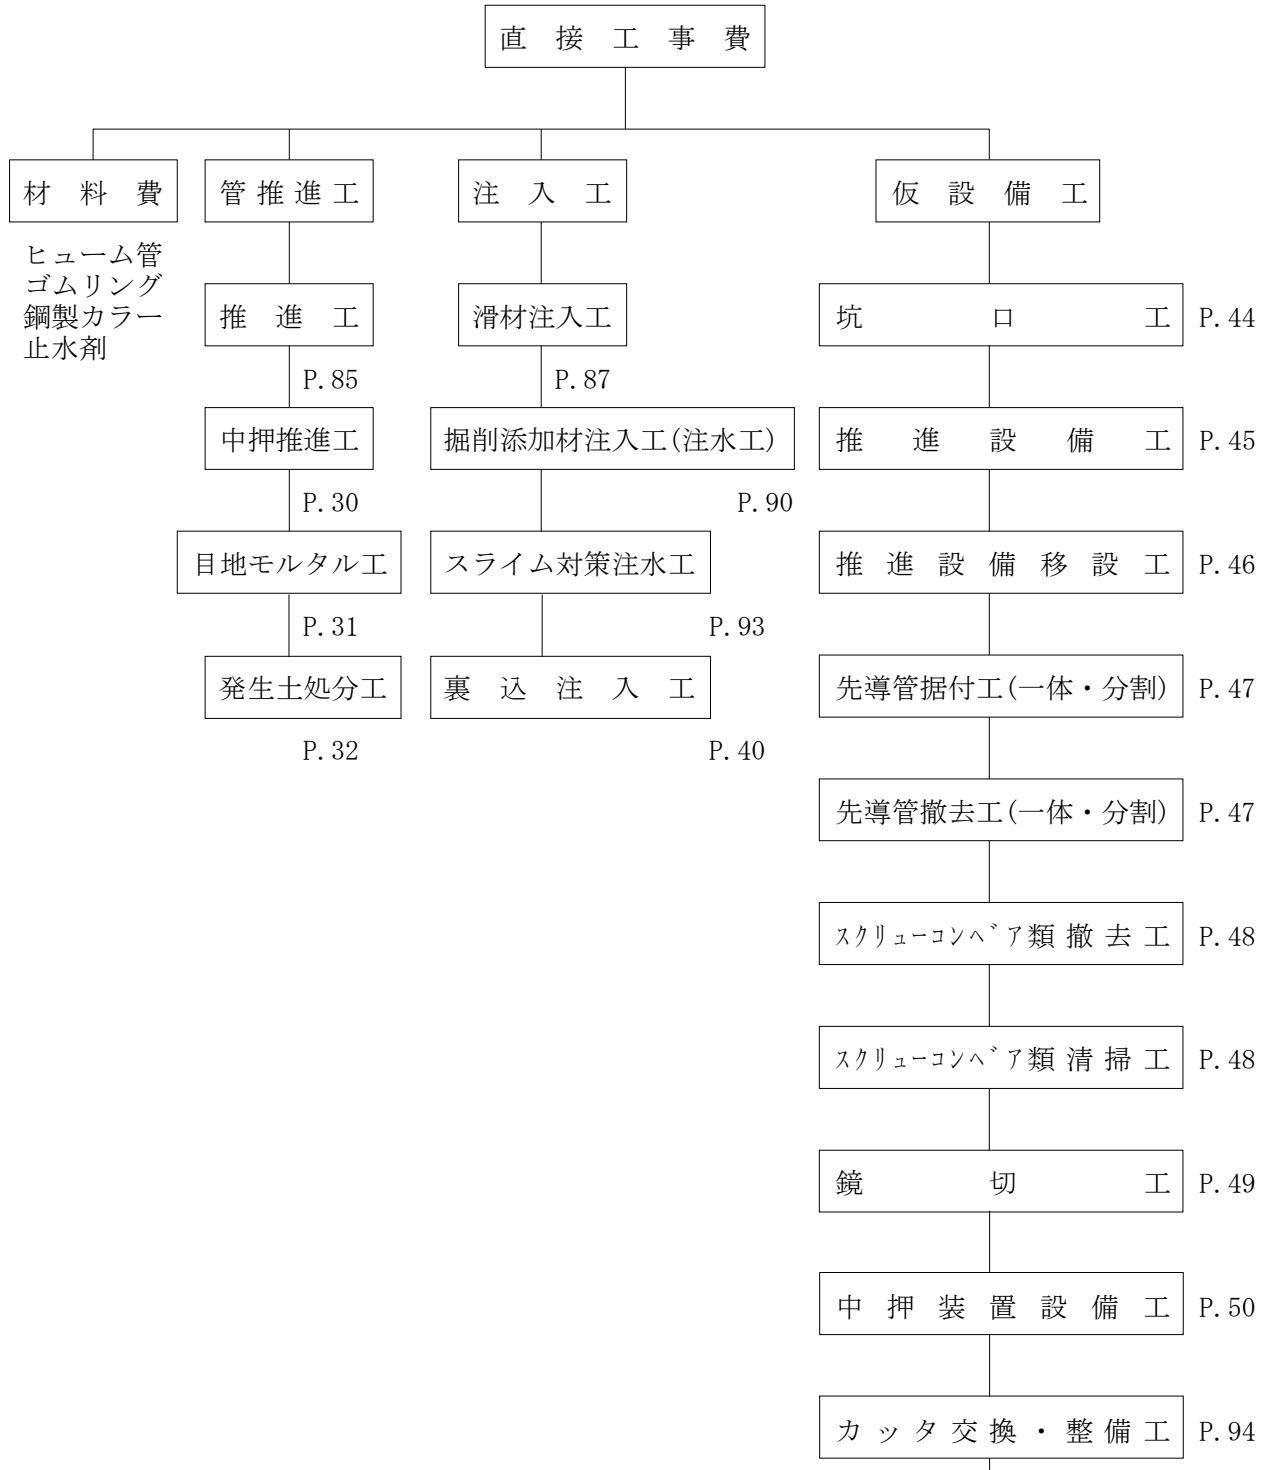 直接工事費
材料費
ヒューム管
ゴムリング
鋼製カラー
止水剤
管推進工
推進工
P.85
中押推進工
P.30
目地モルタル工
P.31
発生土処分工
P.32
注入工
滑材注入工
P.87
掘削添加材注入工(注水工)
P.90
スライム対策注水工
P.93
裏込注入工
P.40
仮設備工
坑口工 P.44
推進設備工 P.45
推進設備移設工 P.46
先導管据付工(一体・分割) P.47
先導管撤去工(一体・分割) P.47
スクリューコンベア類撤去工 P.48
スクリューコンベア類清掃工 P.48
鏡切工 P.49
中押装置設備工 P.50
カッタ交換・整備工 P.94